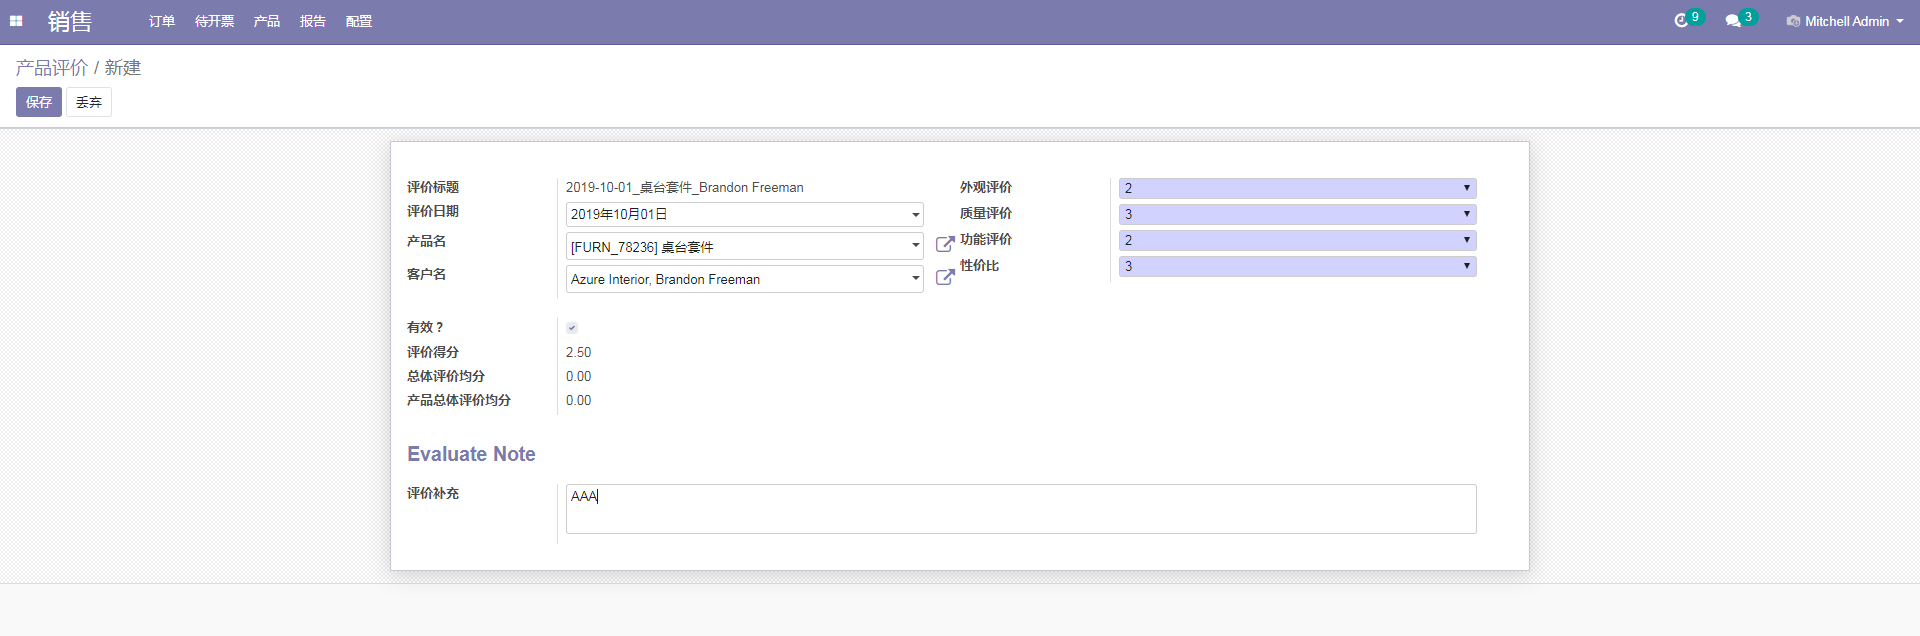 销售 订单 待开票 产品 报告 配置 9 3 Mitchell Admin
产品评价 / 新建
保存 丢弃
评价标题 2019-10-01_桌台套件_Brandon Freeman
评价日期 2019年10月01日
产品名 [FURN_78236] 桌台套件
客户名 Azure Interior, Brandon Freeman
外观评价 2
质量评价 3
功能评价 2
性价比 3
有效？
评价得分 2.50
总体评价均分 0.00
产品总体评价均分 0.00
Evaluate Note
评价补充 AAA